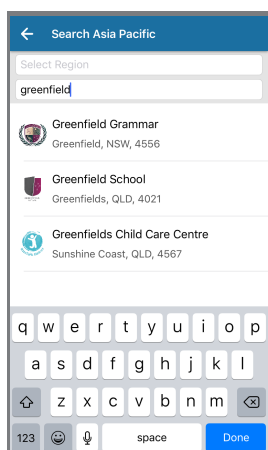 Search Asia Pacific
Select Region
greenfield
Greenfield Grammar
Greenfield, NSW, 4556
Greenfield School
Greenfields, QLD, 4021
Greenfields Child Care Centre
Sunshine Coast, QLD, 4567
q w e r t y u i o p
a s d f g h j k l
z x c v b n m
123 space Done